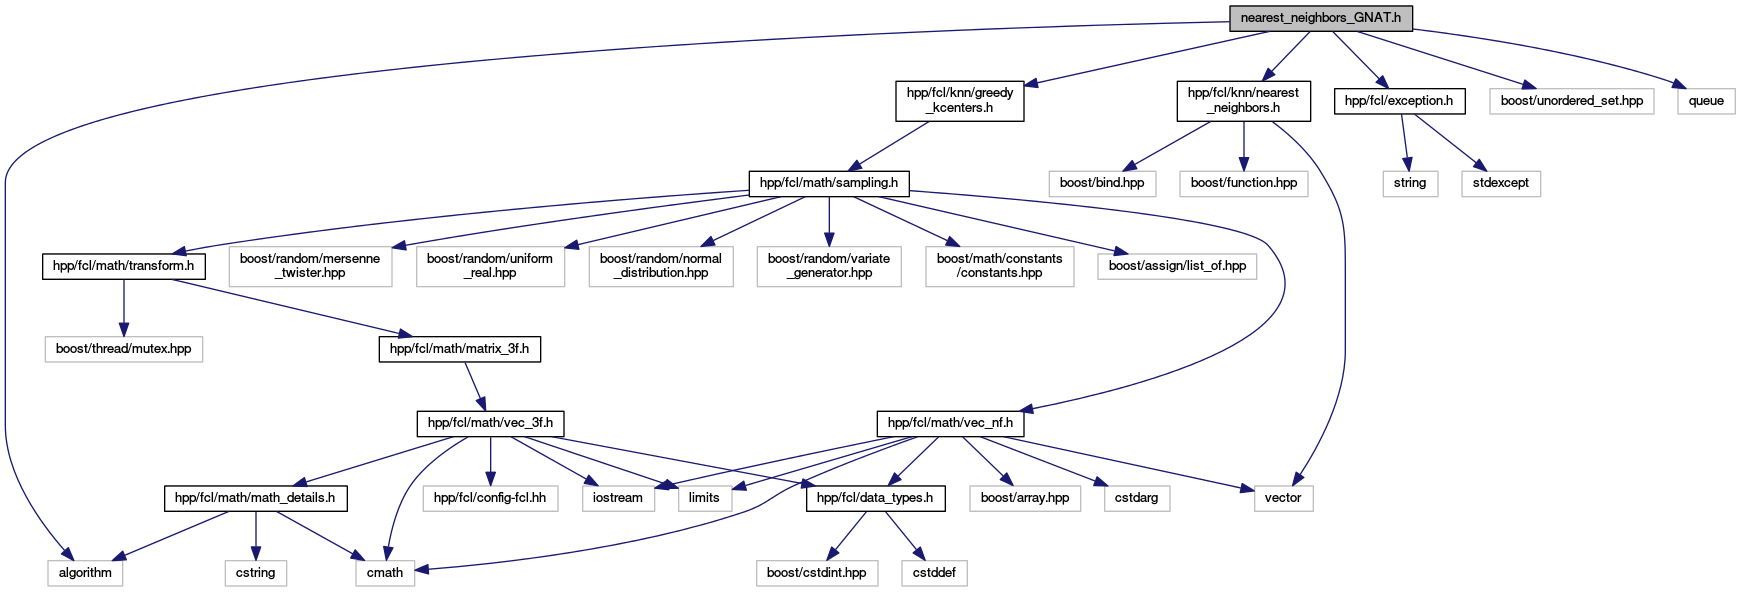 nearest_neighbors_GNAT.h
hpp/fcl/knn/greedy
_kcenters.h
hpp/fcl/knn/nearest
_neighbors.h
hpp/fcl/exception.h
boost/unordered_set.hpp
queue
hpp/fcl/math/sampling.h
boost/bind.hpp
boost/function.hpp
string
stdexcept
hpp/fcl/math/transform.h
boost/random/mersenne
_twister.hpp
boost/random/uniform
_real.hpp
boost/random/normal
_distribution.hpp
boost/random/variate
_generator.hpp
boost/math/constants
/constants.hpp
boost/assign/list_of.hpp
boost/thread/mutex.hpp
hpp/fcl/math/matrix_3f.h
hpp/fcl/math/vec_3f.h
hpp/fcl/math/vec_nf.h
hpp/fcl/math/math_details.h
hpp/fcl/config-fcl.hh
iostream
limits
hpp/fcl/data_types.h
boost/array.hpp
cstdarg
vector
algorithm
cstring
cmath
boost/cstdint.hpp
cstddef